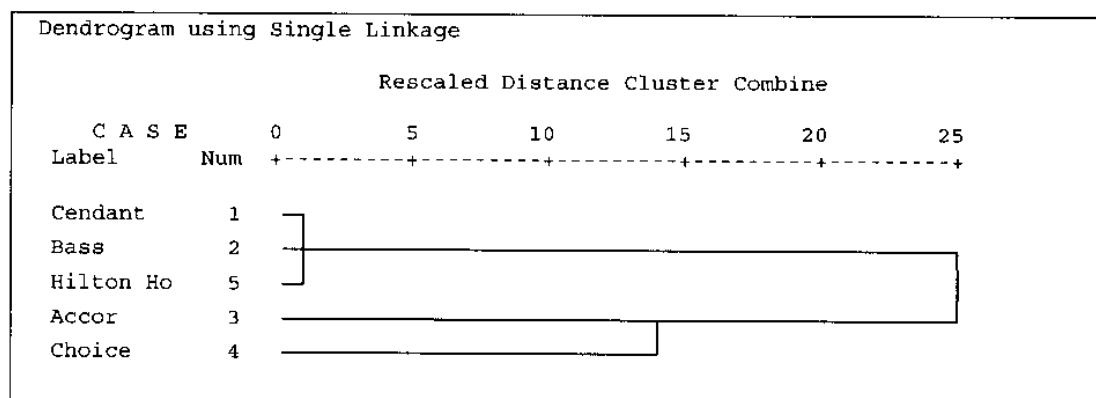 Dendrogram using Single Linkage
Rescaled Distance Cluster Combine
C A S E 0 5 10 15 20 25
Label Num +---------+---------+---------+---------+---------+
Cendant 1
Bass 2
Hilton Ho 5
Accor 3
Choice 4